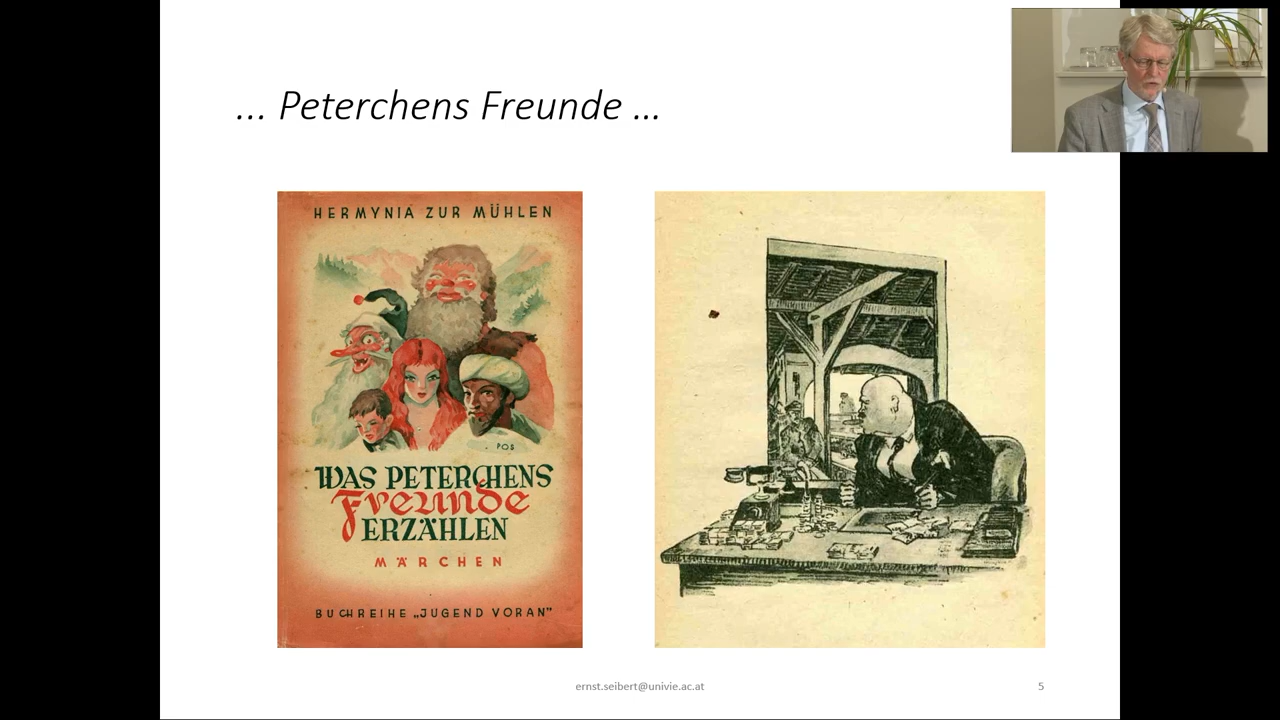 ... Peterchens Freunde ...
HERMYNIA ZUR MÜHLEN
POS
WAS PETERCHENS
Freunde
ERZÄHLEN
MÄRCHEN
BUCHREIHE „JUGEND VORAN"
ernst.seibert@univie.ac.at
5